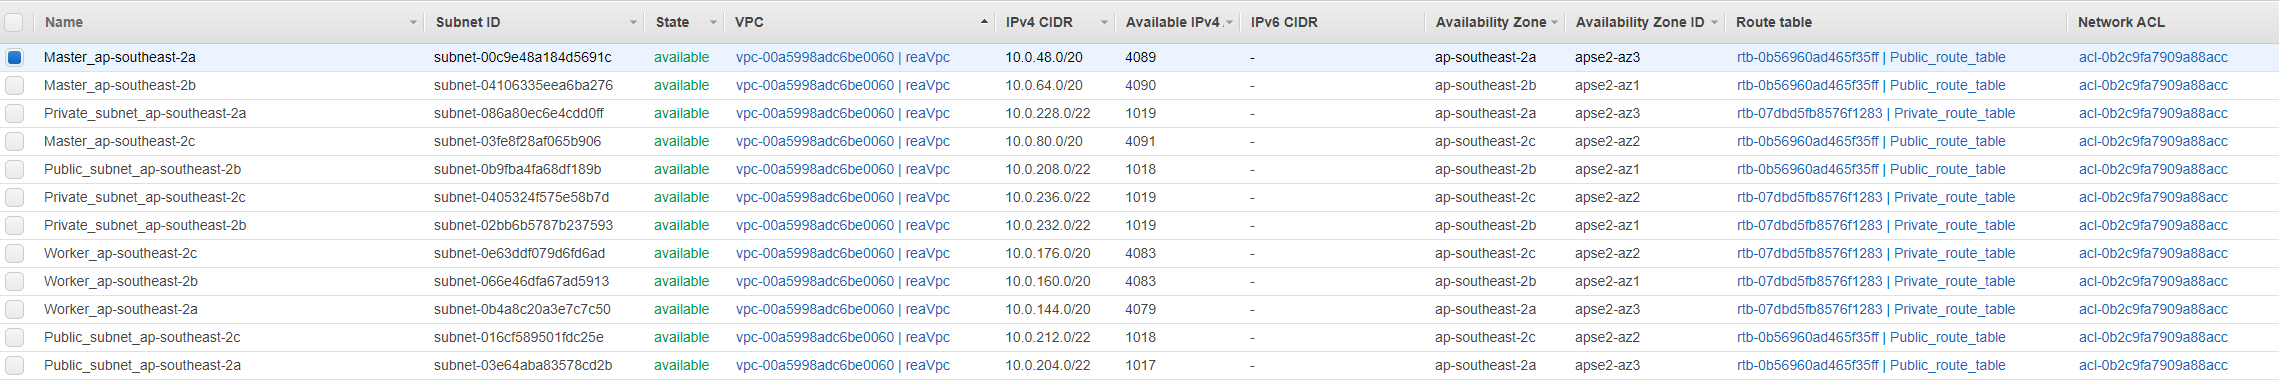 Name Subnet ID State VPC IPv4 CIDR Available IPv4 IPv6 CIDR Availability Zone Availability Zone ID Route table Network ACL
Master_ap-southeast-2a subnet-00c9e48a184d5691c available vpc-00a5998adc6be0060 | reaVpc 10.0.48.0/20 4089 - ap-southeast-2a apse2-az3 rtb-0b56960ad465f35ff | Public_route_table acl-0b2c9fa7909a88acc
Master_ap-southeast-2b subnet-04106335eea6ba276 available vpc-00a5998adc6be0060 | reaVpc 10.0.64.0/20 4090 - ap-southeast-2b apse2-az1 rtb-0b56960ad465f35ff | Public_route_table acl-0b2c9fa7909a88acc
Private_subnet_ap-southeast-2a subnet-086a80ec6e4cdd0ff available vpc-00a5998adc6be0060 | reaVpc 10.0.228.0/22 1019 - ap-southeast-2a apse2-az3 rtb-07dbd5fb8576f1283 | Private_route_table acl-0b2c9fa7909a88acc
Master_ap-southeast-2c subnet-03fe8f28af065b906 available vpc-00a5998adc6be0060 | reaVpc 10.0.80.0/20 4091 - ap-southeast-2c apse2-az2 rtb-0b56960ad465f35ff | Public_route_table acl-0b2c9fa7909a88acc
Public_subnet_ap-southeast-2b subnet-0b9fba4fa68df189b available vpc-00a5998adc6be0060 | reaVpc 10.0.208.0/22 1018 - ap-southeast-2b apse2-az1 rtb-0b56960ad465f35ff | Public_route_table acl-0b2c9fa7909a88acc
Private_subnet_ap-southeast-2c subnet-0405324f575e58b7d available vpc-00a5998adc6be0060 | reaVpc 10.0.236.0/22 1019 - ap-southeast-2c apse2-az2 rtb-07dbd5fb8576f1283 | Private_route_table acl-0b2c9fa7909a88acc
Private_subnet_ap-southeast-2b subnet-02bb6b5787b237593 available vpc-00a5998adc6be0060 | reaVpc 10.0.232.0/22 1019 - ap-southeast-2b apse2-az1 rtb-07dbd5fb8576f1283 | Private_route_table acl-0b2c9fa7909a88acc
Worker_ap-southeast-2c subnet-0e63ddf079d6fd6ad available vpc-00a5998adc6be0060 | reaVpc 10.0.176.0/20 4083 - ap-southeast-2c apse2-az2 rtb-07dbd5fb8576f1283 | Private_route_table acl-0b2c9fa7909a88acc
Worker_ap-southeast-2b subnet-066e46dfa67ad5913 available vpc-00a5998adc6be0060 | reaVpc 10.0.160.0/20 4083 - ap-southeast-2b apse2-az1 rtb-07dbd5fb8576f1283 | Private_route_table acl-0b2c9fa7909a88acc
Worker_ap-southeast-2a subnet-0b4a8c20a3e7c7c50 available vpc-00a5998adc6be0060 | reaVpc 10.0.144.0/20 4079 - ap-southeast-2a apse2-az3 rtb-07dbd5fb8576f1283 | Private_route_table acl-0b2c9fa7909a88acc
Public_subnet_ap-southeast-2c subnet-016cf589501fdc25e available vpc-00a5998adc6be0060 | reaVpc 10.0.212.0/22 1018 - ap-southeast-2c apse2-az2 rtb-0b56960ad465f35ff | Public_route_table acl-0b2c9fa7909a88acc
Public_subnet_ap-southeast-2a subnet-03e64aba83578cd2b available vpc-00a5998adc6be0060 | reaVpc 10.0.204.0/22 1017 - ap-southeast-2a apse2-az3 rtb-0b56960ad465f35ff | Public_route_table acl-0b2c9fa7909a88acc